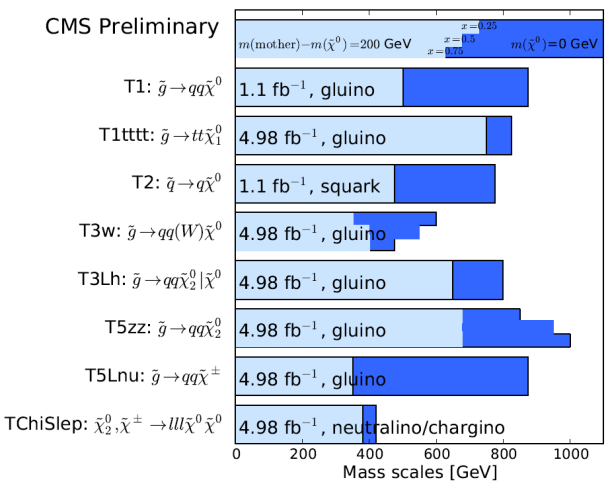 CMS Preliminary
m(mother)−m(χ̃⁰)=200 GeV
x=0.25
x=0.5
x=0.75
m(χ̃⁰)=0 GeV
T1: g̃→qqχ̃⁰
1.1 fb⁻¹, gluino
T1tttt: g̃→ttχ̃₁⁰
4.98 fb⁻¹, gluino
T2: q̃→qχ̃⁰
1.1 fb⁻¹, squark
T3w: g̃→qq(W)χ̃⁰
4.98 fb⁻¹, gluino
T3Lh: g̃→qqχ̃₂⁰|χ̃⁰
4.98 fb⁻¹, gluino
T5zz: g̃→qqχ̃₂⁰
4.98 fb⁻¹, gluino
T5Lnu: g̃→qqχ̃±
4.98 fb⁻¹, gluino
TChiSlep: χ̃₂⁰,χ̃± →lllχ̃⁰χ̃⁰
4.98 fb⁻¹, neutralino/chargino
0 200 400 600 800 1000
Mass scales [GeV]